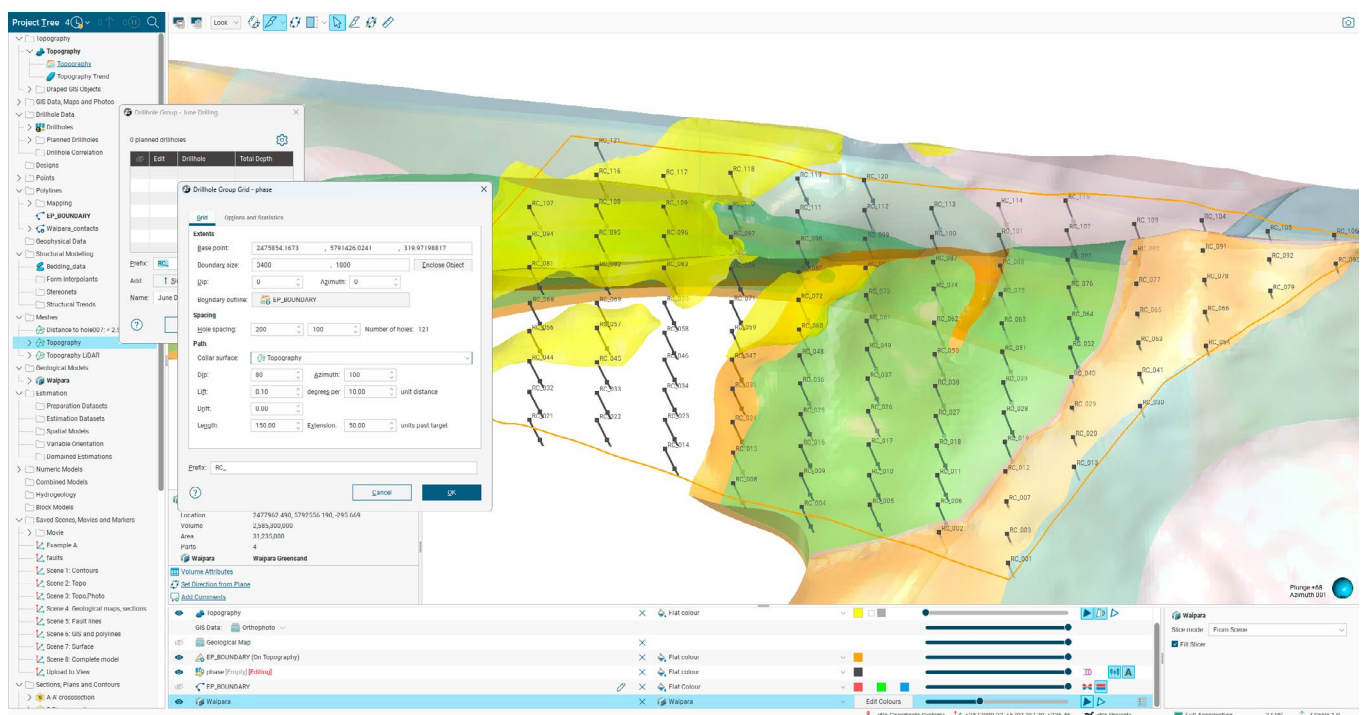 Project Tree 4
Look
Topography
Topography
Topography
Topography Trend
Draped GIS Objects
GIS Data, Maps and Photos
Drillhole Data
Drillholes
Planned Drillholes
Drillhole Correlation
Designs
Points
Polylines
Mapping
EP_BOUNDARY
Waipara_contacts
Geophysical Data
Structural Modelling
Bedding_data
Form Interpolants
Stereonets
Structural Trends
Meshes
Distance to hole007: < 2.5
Topography
Topography LiDAR
Geological Models
Waipara
Estimation
Preparation Datasets
Estimation Datasets
Spatial Models
Variable Orientation
Domained Estimations
Numeric Models
Combined Models
Hydrogeology
Block Models
Saved Scenes, Movies and Markers
Movie
Example A
faults
Scene 1: Contours
Scene 2: Topo
Scene 3: Topo,Photo
Scene 4: Geological maps, sections
Scene 5: Fault lines
Scene 6: GIS and polylines
Scene 7: Surface
Scene 8: Complete model
Upload to View
Sections, Plans and Contours
A-A' crosssection
Drillhole Group - June Drilling
0 planned drillholes
Edit Drillhole Total Depth
Prefix: RC_
Add
Name: June D
Drillhole Group Grid - phase
Grid Options and Statistics
Extents
Base point: 2475854.1673 , 5791426.0241 , 319.97198817
Boundary size: 3400 , 1000 Enclose Object
Dip: 0 Azimuth: 0
Boundary outline: EP_BOUNDARY
Spacing
Hole spacing: 200 100 Number of holes: 121
Path
Collar surface: Topography
Dip: 80 Azimuth: 100
Lift: 0.10 degrees per 10.00 unit distance
Drift: 0.00
Length: 150.00 Extension: 50.00 units past target
Prefix: RC_
Cancel OK
Location 2477962.490, 5792556.190, -295.669
Volume 2,585,300,000
Area 31,235,000
Parts 4
Waipara Waipara Greensand
Volume Attributes
Set Direction from Plane
Add Comments
RC_121
RC_116 RC_117 RC_118 RC_119 RC_120
RC_107 RC_108 RC_109 RC_111 RC_112 RC_113 RC_114
RC_103 RC_104 RC_105 RC_106
RC_094 RC_095 RC_096 RC_097 RC_098 RC_099 RC_100 RC_101 RC_102
RC_091 RC_092
RC_081 RC_082 RC_083 RC_087
RC_077 RC_078 RC_079
RC_068 RC_069 RC_071 RC_072 RC_074 RC_075 RC_076
RC_065 RC_066
RC_056 RC_057 RC_058 RC_059 RC_060 RC_062 RC_063 RC_064
RC_053 RC_054
RC_044 RC_045 RC_046 RC_047 RC_048 RC_049 RC_050 RC_051 RC_052
RC_040 RC_041
RC_032 RC_033 RC_034 RC_036 RC_037 RC_038 RC_039
RC_029 RC_030
RC_021 RC_022 RC_023 RC_024 RC_025 RC_026 RC_027 RC_028
RC_019 RC_020
RC_014 RC_015 RC_016 RC_017 RC_018
RC_012 RC_013
RC_008 RC_009 RC_010 RC_011
RC_007
RC_004 RC_005 RC_006
RC_002 RC_003
RC_001
Plunge +68
Azimuth 001
Topography Flat colour
GIS Data: Orthophoto
Geological Map
EP_BOUNDARY (On Topography) Flat colour
phase [Empty] [Editing] Flat colour
EP_BOUNDARY Flat Colour
Waipara Waipara Edit Colours
Waipara
Slice mode From Scene
Fill Slicer